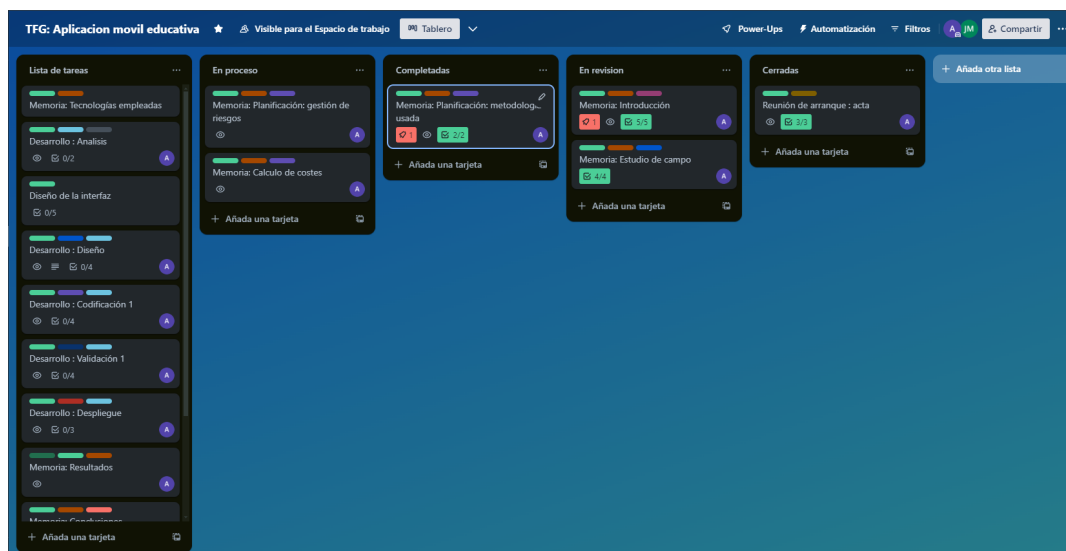 TFG: Aplicacion movil educativa
Visible para el Espacio de trabajo
Tablero
Power-Ups
Automatización
Filtros
A
JM
Compartir
Lista de tareas
Memoria: Tecnologías empleadas
Desarrollo : Analisis
0/2
A
Diseño de la interfaz
0/5
Desarrollo : Diseño
0/4
A
Desarrollo : Codificación 1
0/4
A
Desarrollo : Validación 1
0/4
A
Desarrollo : Despliegue
0/3
A
Memoria: Resultados
A
Memoria: Conclusiones
+ Añada una tarjeta
En proceso
Memoria: Planificación: gestión de
riesgos
A
Memoria: Calculo de costes
A
+ Añada una tarjeta
Completadas
Memoria: Planificación: metodolog...
usada
1
2/2
A
+ Añada una tarjeta
En revision
Memoria: Introducción
1
5/5
A
Memoria: Estudio de campo
4/4
A
+ Añada una tarjeta
Cerradas
Reunión de arranque : acta
3/3
A
+ Añada una tarjeta
+ Añada otra lista